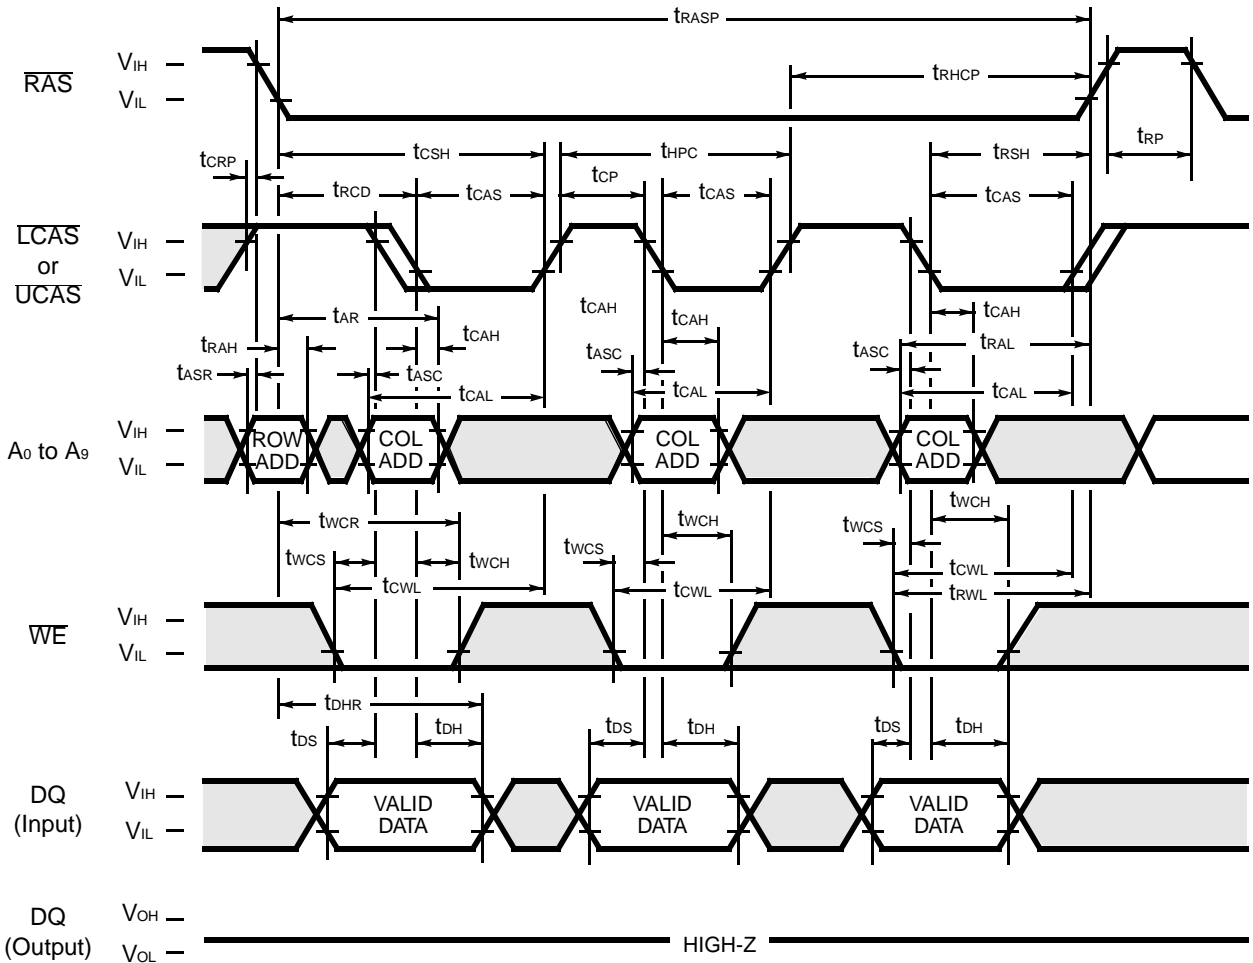 tRASP
RAS
VIH
VIL
tRHCP
tRP
tCRP
tCSH
tHPC
tRSH
tRCD
tCAS
tCP
tCAS
tCAS
LCAS
or
UCAS
VIH
VIL
tAR
tCAH
tCAH
tCAH
tCAH
tRAH
tASR
tASC
tASC
tASC
tRAL
tCAL
tCAL
tCAL
A0 to A9
VIH
VIL
ROW
ADD
COL
ADD
COL
ADD
COL
ADD
tWCR
tWCH
tWCH
tWCS
tWCH
tWCS
tWCS
tCWL
tCWL
tCWL
tRWL
WE
VIH
VIL
tDHR
tDS
tDH
tDS
tDH
tDS
tDH
DQ
(Input)
VIH
VIL
VALID
DATA
VALID
DATA
VALID
DATA
DQ
(Output)
VOH
VOL
HIGH-Z